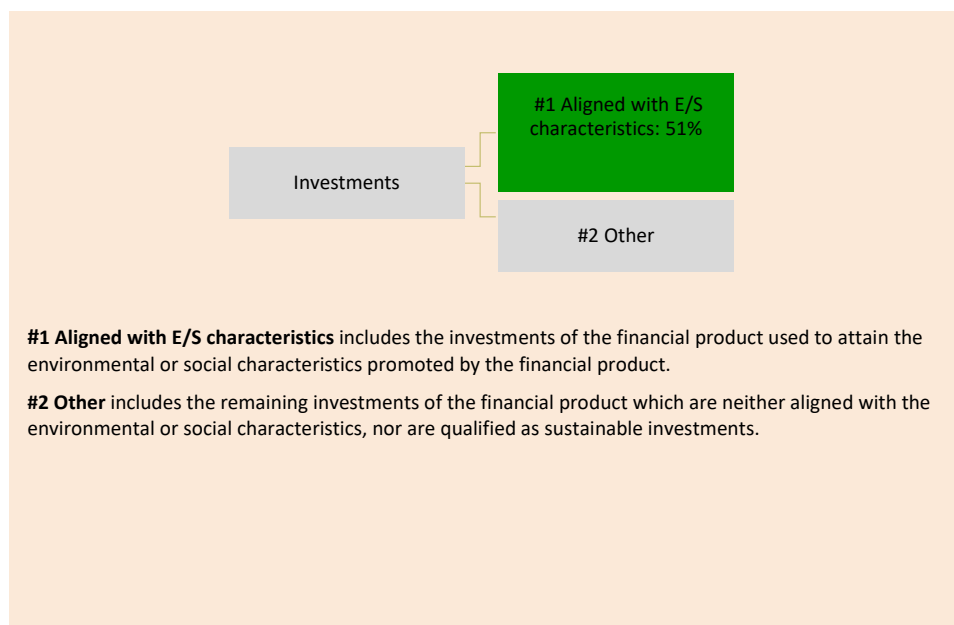 #1 Aligned with E/S
characteristics: 51%
Investments
#2 Other
#1 Aligned with E/S characteristics includes the investments of the financial product used to attain the
environmental or social characteristics promoted by the financial product.
#2 Other includes the remaining investments of the financial product which are neither aligned with the
environmental or social characteristics, nor are qualified as sustainable investments.